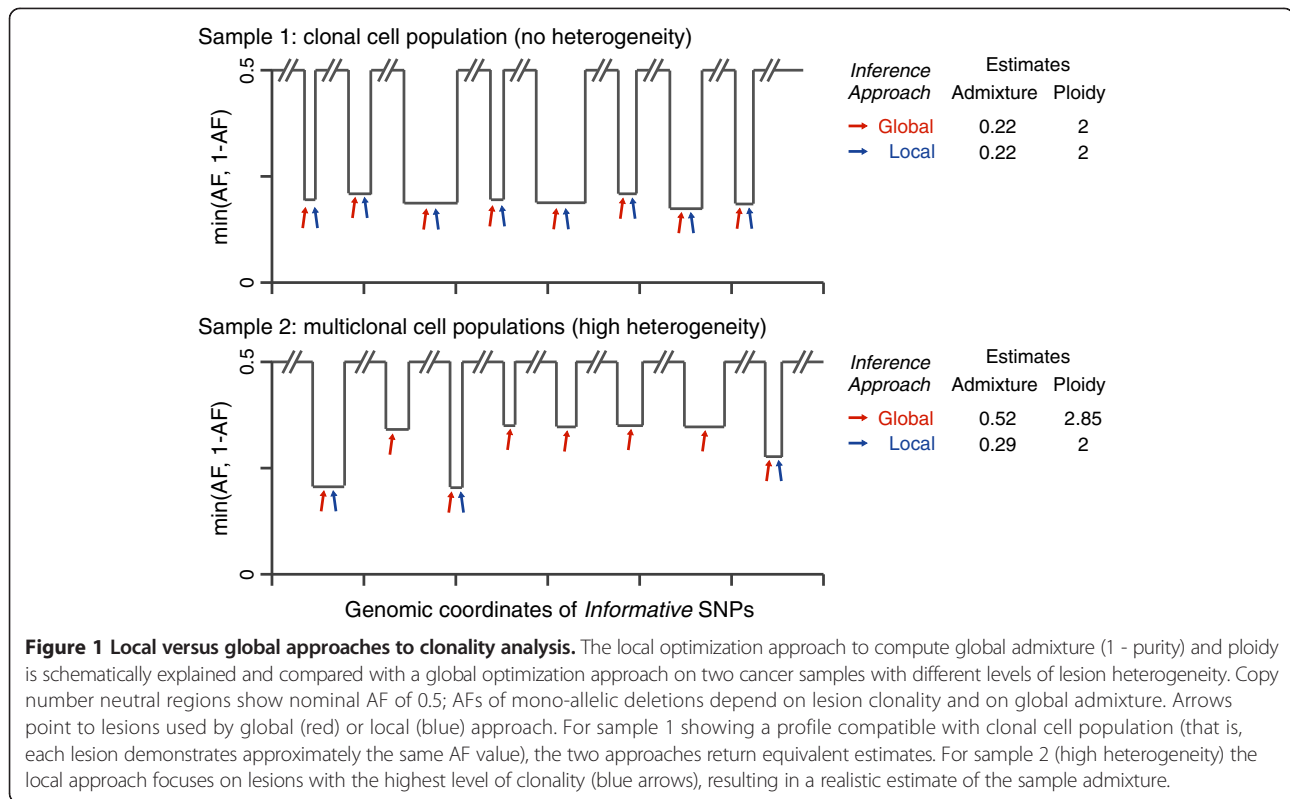 Sample 1: clonal cell population (no heterogeneity)
0.5
0
min(AF, 1-AF)
Inference Approach
Estimates
Admixture Ploidy
Global 0.22 2
Local 0.22 2
Sample 2: multiclonal cell populations (high heterogeneity)
0.5
0
min(AF, 1-AF)
Inference Approach
Estimates
Admixture Ploidy
Global 0.52 2.85
Local 0.29 2
Genomic coordinates of Informative SNPs
Figure 1 Local versus global approaches to clonality analysis. The local optimization approach to compute global admixture (1 - purity) and ploidy
is schematically explained and compared with a global optimization approach on two cancer samples with different levels of lesion heterogeneity. Copy
number neutral regions show nominal AF of 0.5; AFs of mono-allelic deletions depend on lesion clonality and on global admixture. Arrows
point to lesions used by global (red) or local (blue) approach. For sample 1 showing a profile compatible with clonal cell population (that is,
each lesion demonstrates approximately the same AF value), the two approaches return equivalent estimates. For sample 2 (high heterogeneity) the
local approach focuses on lesions with the highest level of clonality (blue arrows), resulting in a realistic estimate of the sample admixture.